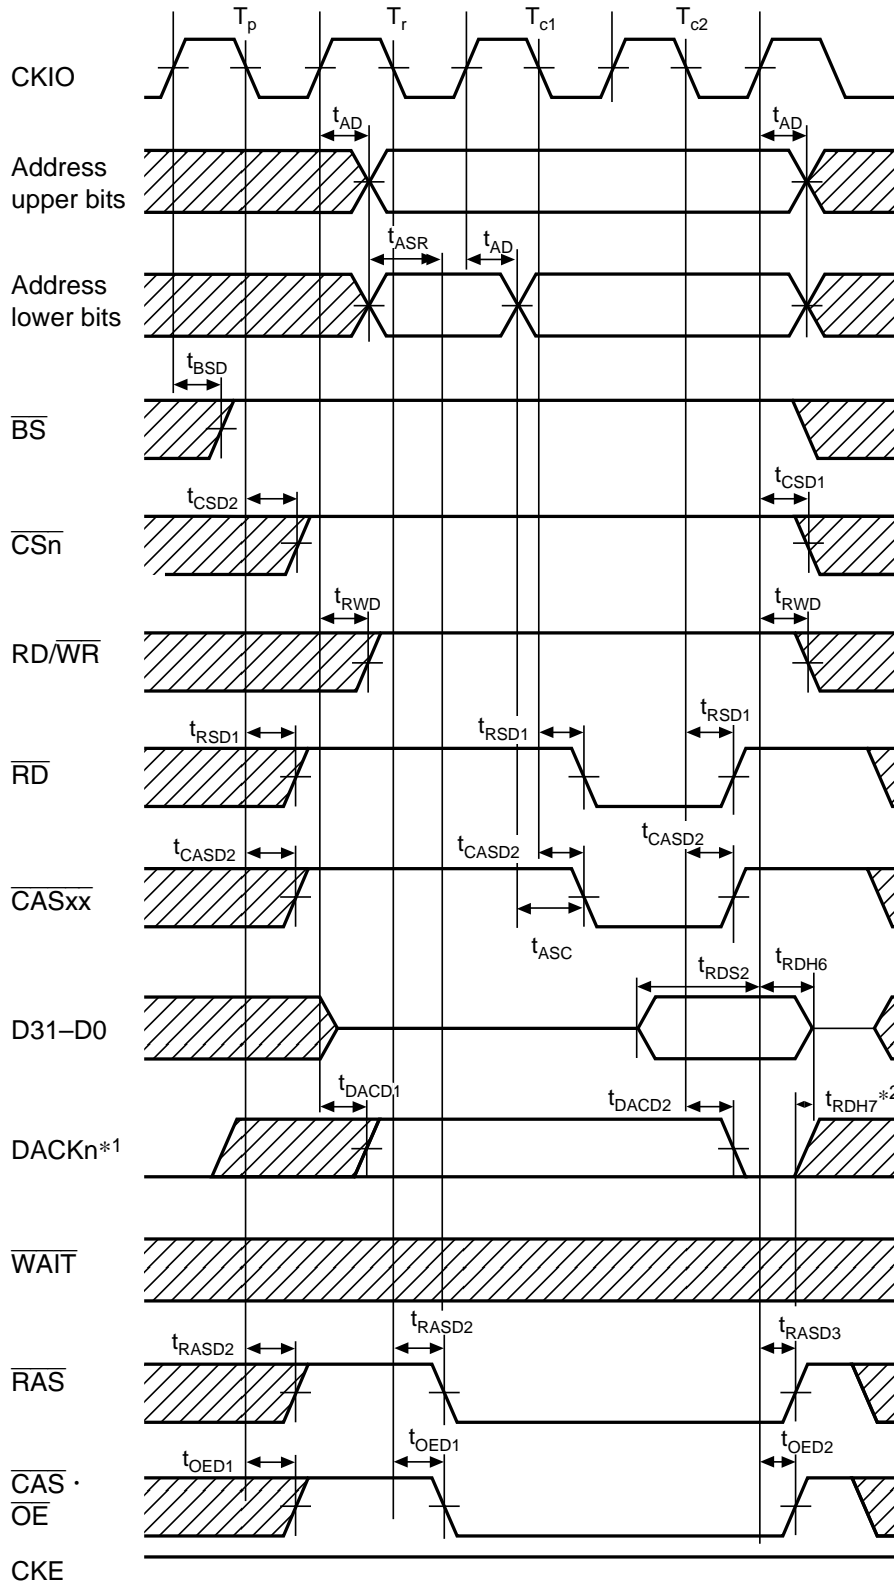 Tp Tr Tc1 Tc2
CKIO
tAD tAD
Address
upper bits
tASR tAD
Address
lower bits
tBSD
BS
tCSD2 tCSD1
CSn
tRWD tRWD
RD/WR
tRSD1 tRSD1 tRSD1
RD
tCASD2 tCASD2 tCASD2
CASxx
tASC
tRDS2 tRDH6
D31–D0
tDACD1 tDACD2 tRDH7*2
DACKn*1
WAIT
tRASD2 tRASD2 tRASD3
RAS
tOED1 tOED1 tOED2
CAS ·
OE
CKE